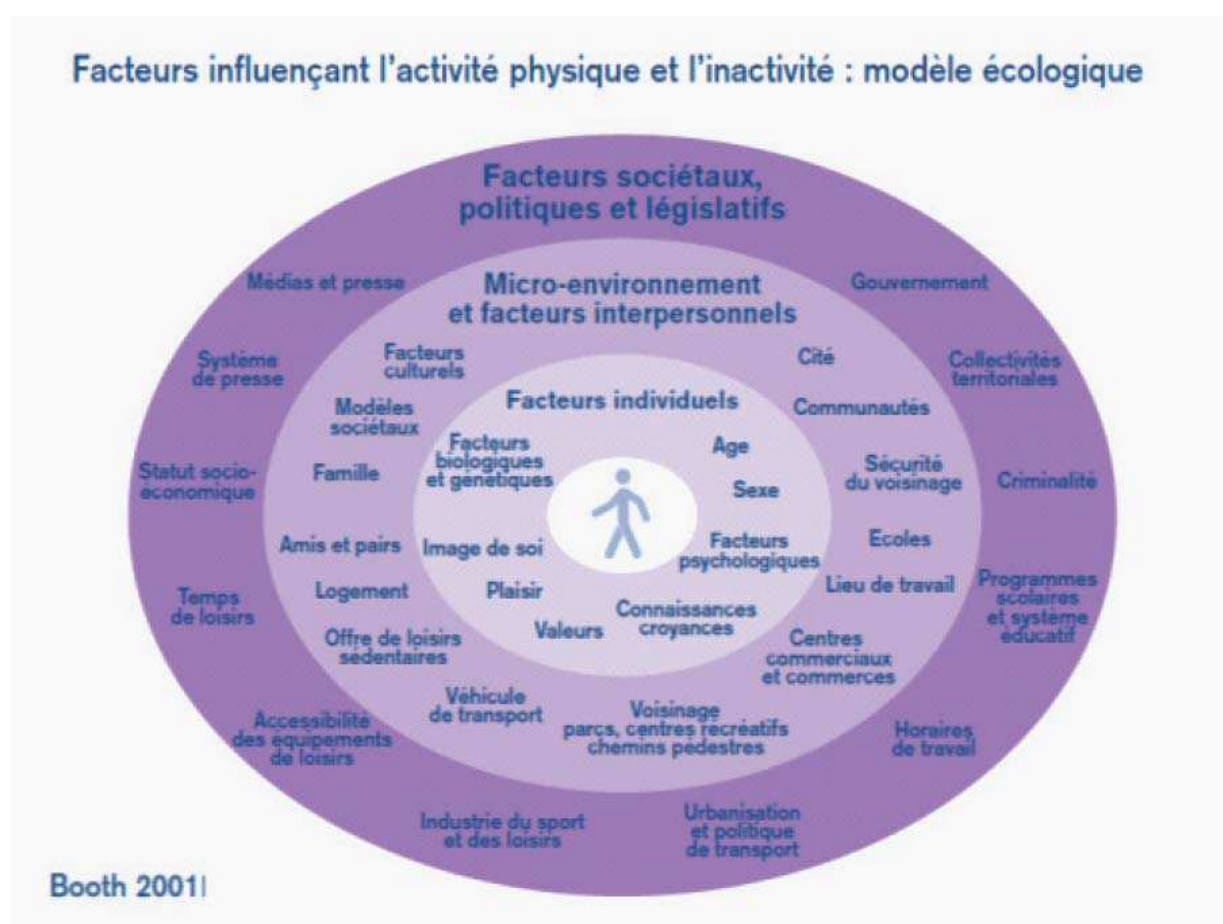 Facteurs influençant l'activité physique et l'inactivité : modèle écologique
Facteurs sociétaux,
politiques et législatifs
Médias et presse
Gouvernement
Système
de presse
Collectivités
territoriales
Statut socio-
économique
Criminalité
Temps
de loisirs
Programmes
scolaires
et système
éducatif
Accessibilité
des équipements
de loisirs
Horaires
de travail
Industrie du sport
et des loisirs
Urbanisation
et politique
de transport
Micro-environnement
et facteurs interpersonnels
Facteurs
culturels
Cité
Modèles
sociétaux
Communautés
Famille
Sécurité
du voisinage
Amis et pairs
Ecoles
Logement
Lieu de travail
Offre de loisirs
sédentaires
Centres
commerciaux
et commerces
Véhicule
de transport
Voisinage
parcs, centres récréatifs
chemins pédestres
Facteurs individuels
Facteurs
biologiques
et génétiques
Age
Sexe
Image de soi
Facteurs
psychologiques
Plaisir
Valeurs
Connaissances
croyances
Booth 2001